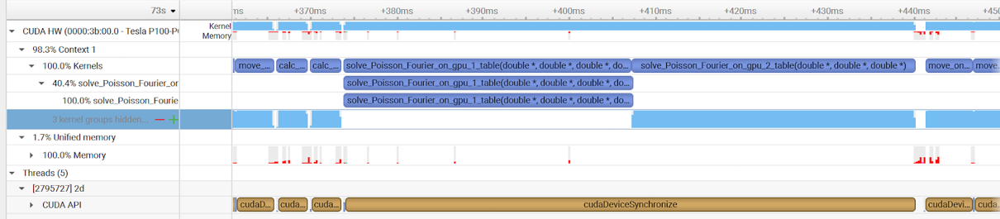 73s ms +370ms +380ms +390ms +400ms +410ms +420ms +430ms +440ms +450
CUDA HW (0000:3b:00.0 - Tesla P100-P Kernel
Memory
98.3% Context 1
100.0% Kernels move_... calc_... calc_... solve_Poisson_Fourier_on_gpu_1_table(double *, double *, double *, do... solve_Poisson_Fourier_on_gpu_2_table(double *, double *, double *) move_on... move...
40.4% solve_Poisson_Fourier_or solve_Poisson_Fourier_on_gpu_1_table(double *, double *, double *, do...
100.0% solve_Poisson_Fourie solve_Poisson_Fourier_on_gpu_1_table(double *, double *, double *, do...
3 kernel groups hidden...
1.7% Unified memory
100.0% Memory
Threads (5)
[2795727] 2d
CUDA API cudaD... cuda... cuda... cudaDeviceSynchronize cudaDevi... cuda...